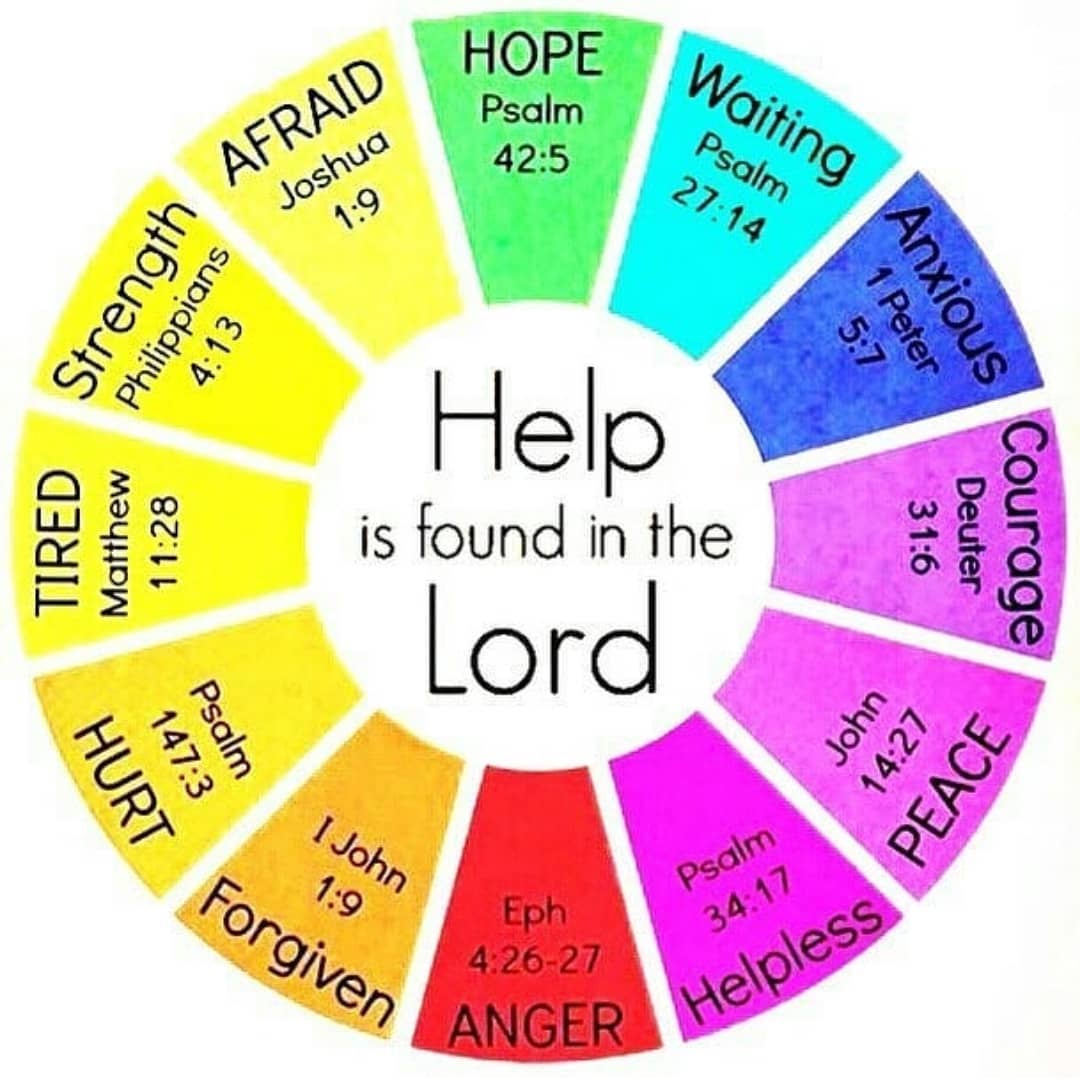 Help
is found in the
Lord
HOPE
Psalm
42:5
Waiting
Psalm
27:14
Anxious
1 Peter
5:7
Courage
Deuter
31:6
John
14:27
PEACE
Psalm
34:17
Helpless
Eph
4:26-27
ANGER
I John
1:9
Forgiven
Psalm
147:3
HURT
TIRED
Matthew
11:28
Strength
Philippians
4:13
AFRAID
Joshua
1:9